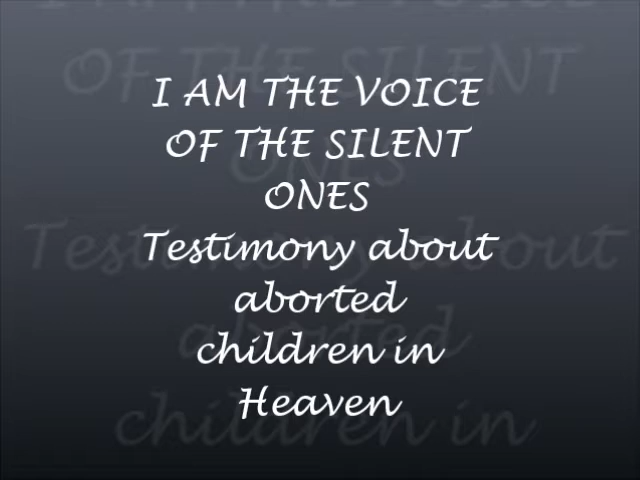 I AM THE VOICE
OF THE SILENT
ONES
Testimony about
aborted
children in
Heaven